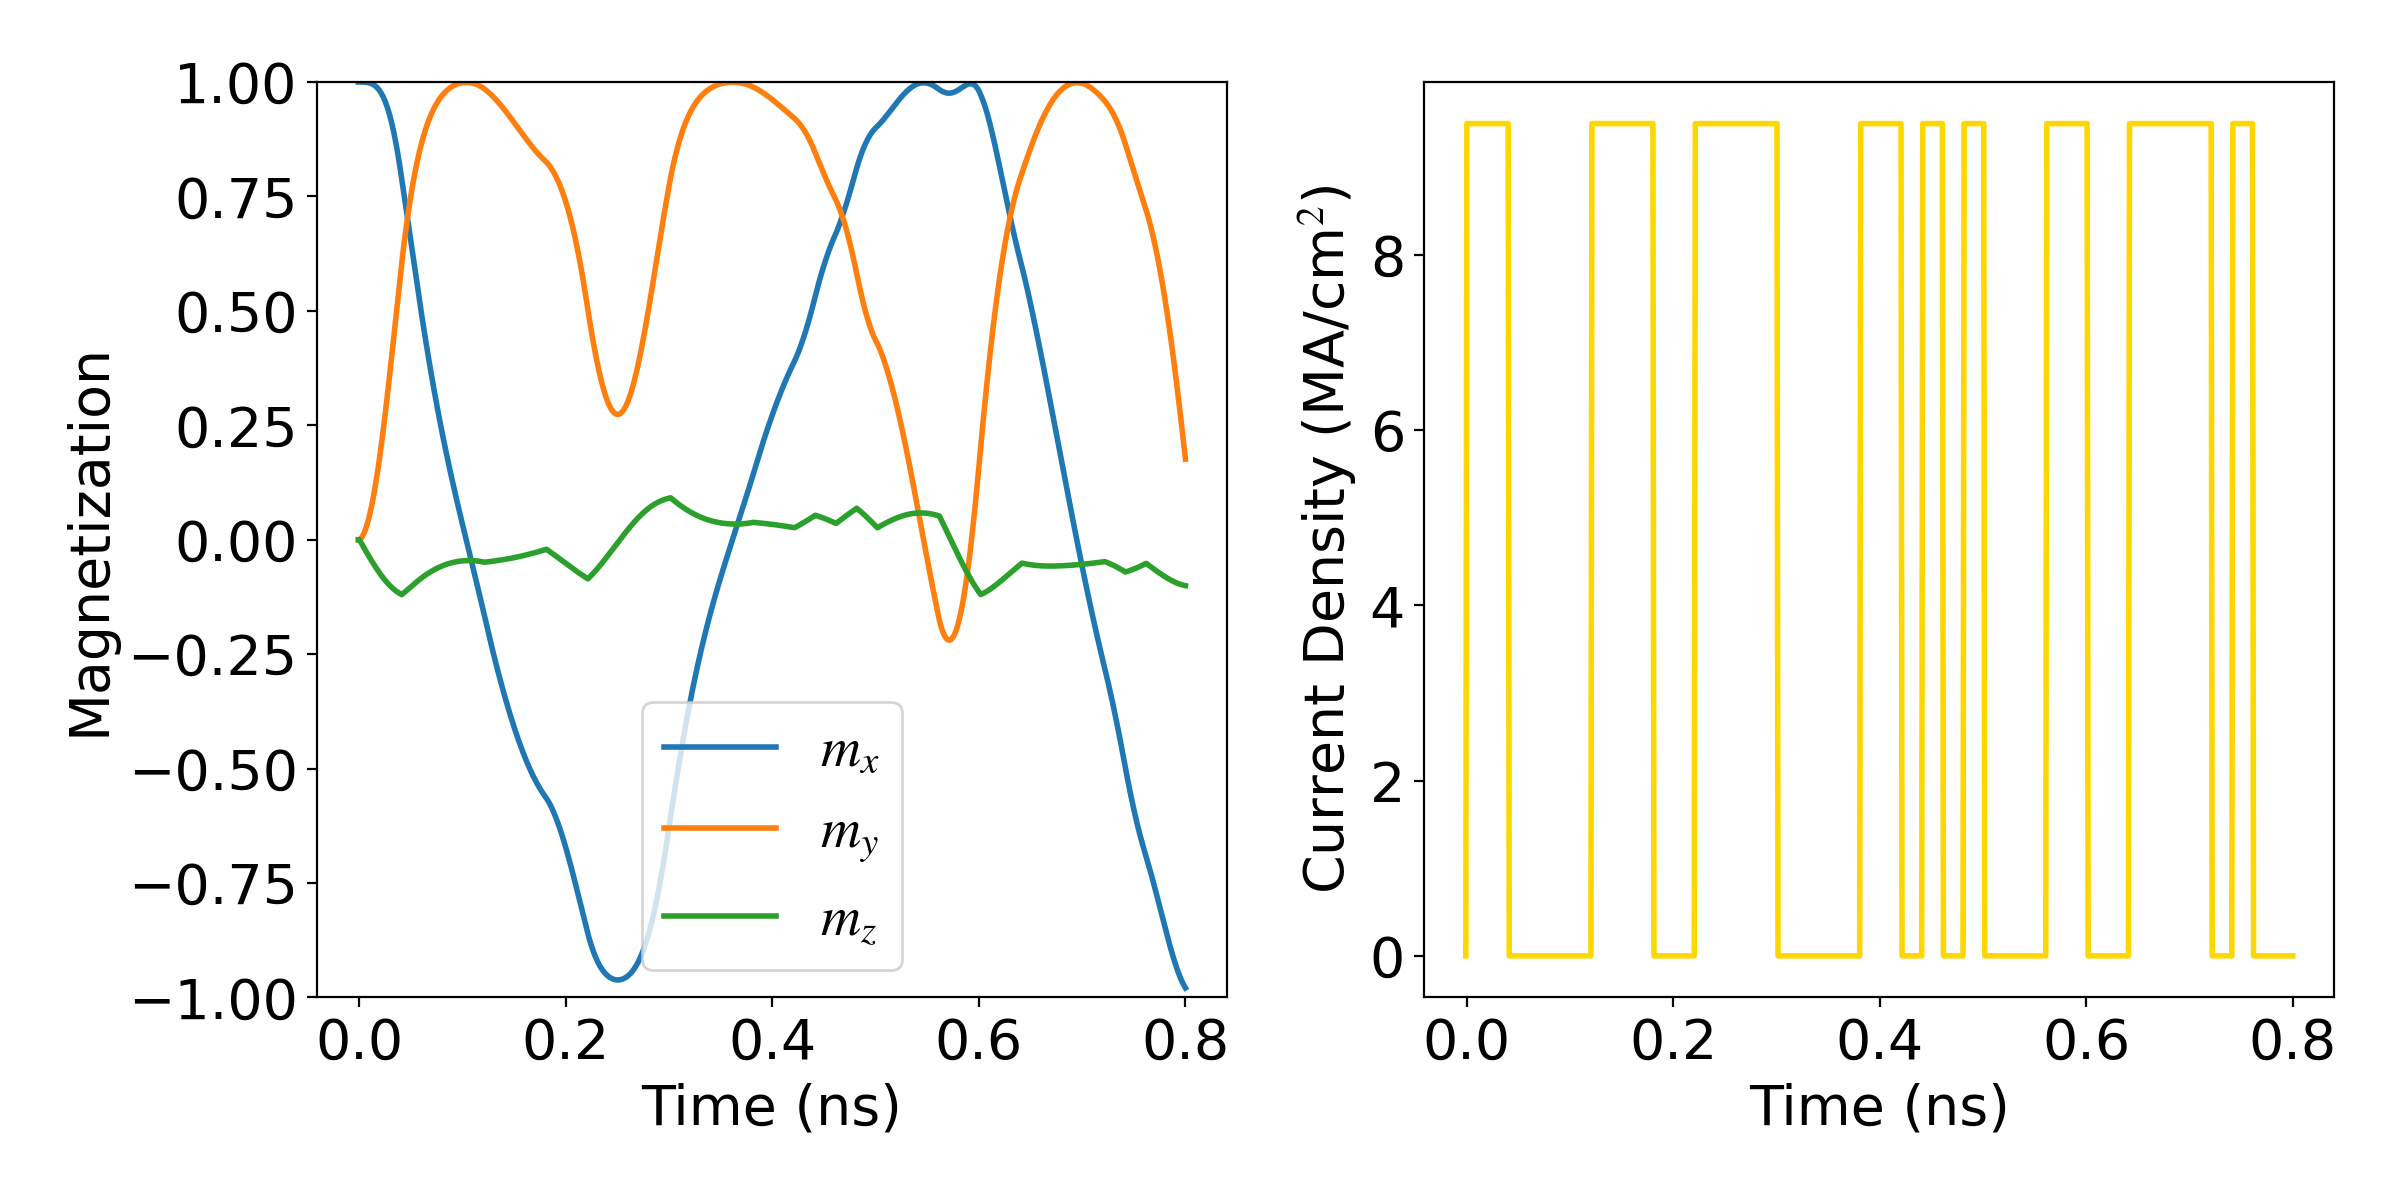 Magnetization
1.00
0.75
0.50
0.25
0.00
−0.25
−0.50
−0.75
−1.00
0.0 0.2 0.4 0.6 0.8
Time (ns)
m_x
m_y
m_z
Current Density (MA/cm²)
8
6
4
2
0
0.0 0.2 0.4 0.6 0.8
Time (ns)